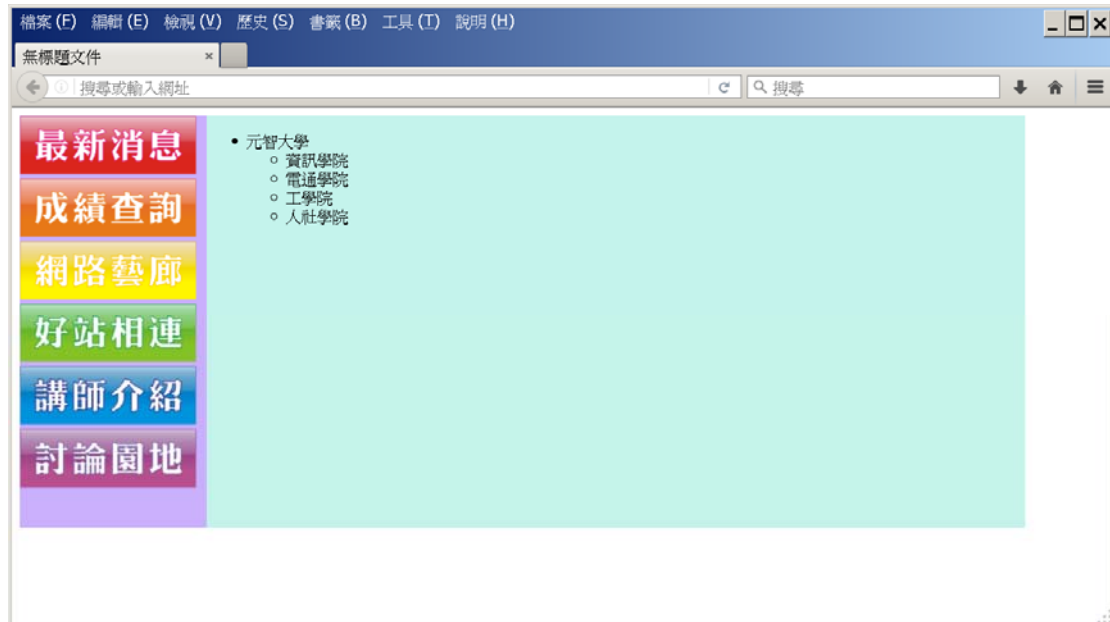 檔案(F) 編輯(E) 檢視(V) 歷史(S) 書籤(B) 工具(T) 說明(H)
無標題文件 ×
搜尋或輸入網址
搜尋
最新消息
成績查詢
網路藝廊
好站相連
講師介紹
討論園地
• 元智大學
○ 資訊學院
○ 電通學院
○ 工學院
○ 人社學院